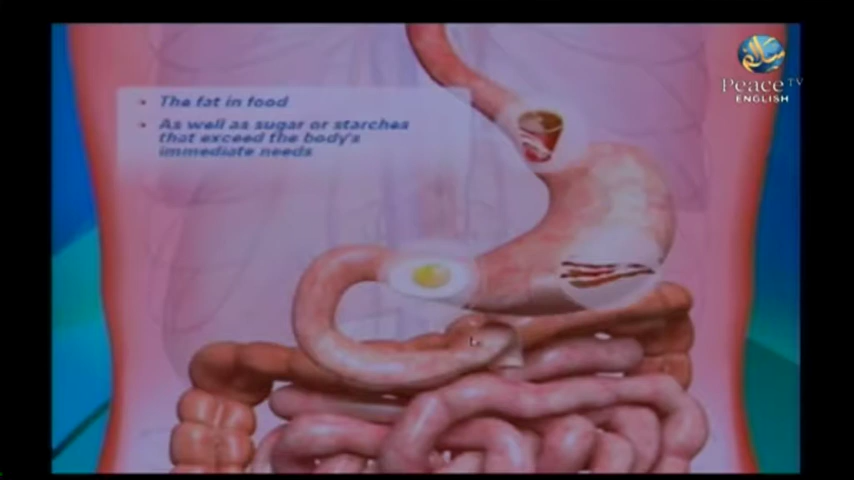 The fat in food
As well as sugar or starches
that exceed the body's
immediate needs
سلام
Peace TV
ENGLISH